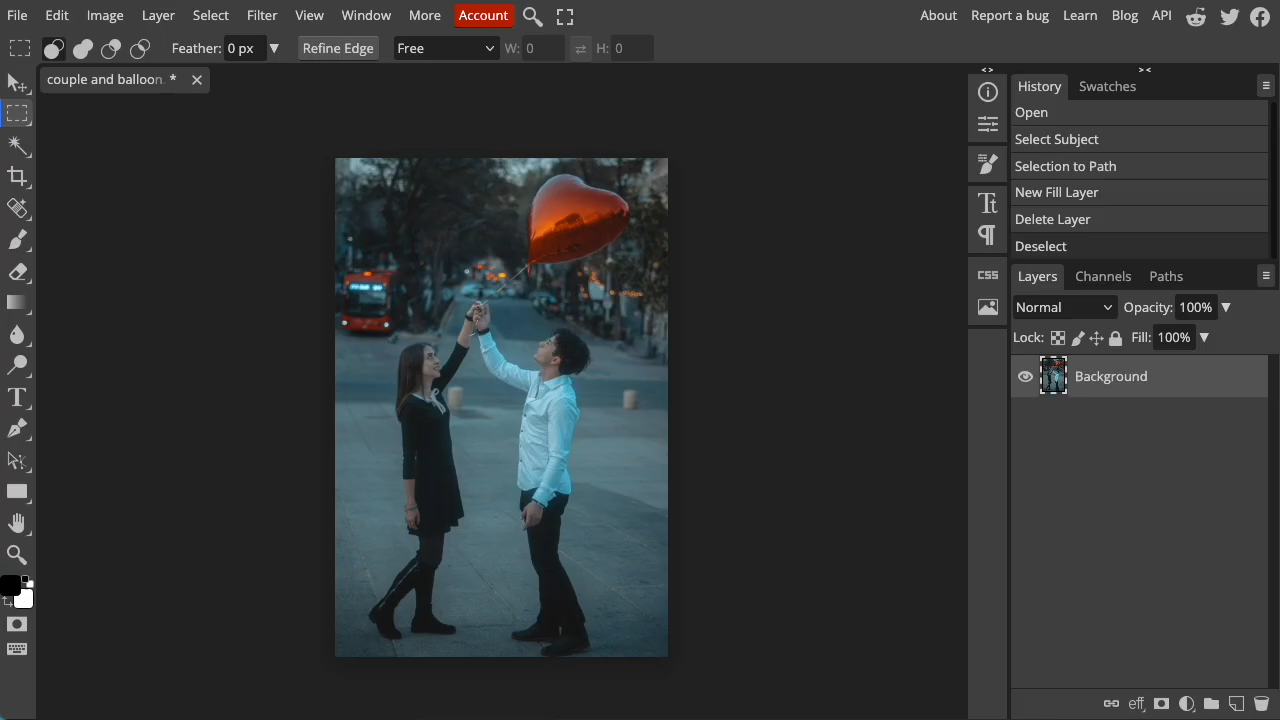 File Edit Image Layer Select Filter View Window More Account About Report a bug Learn Blog API
Feather: 0 px Refine Edge Free W: 0 H: 0
couple and balloon. *
History Swatches
Open
Select Subject
Selection to Path
New Fill Layer
Delete Layer
Deselect
CSS
Layers Channels Paths
Normal Opacity: 100%
Lock: Fill: 100%
Background
eff